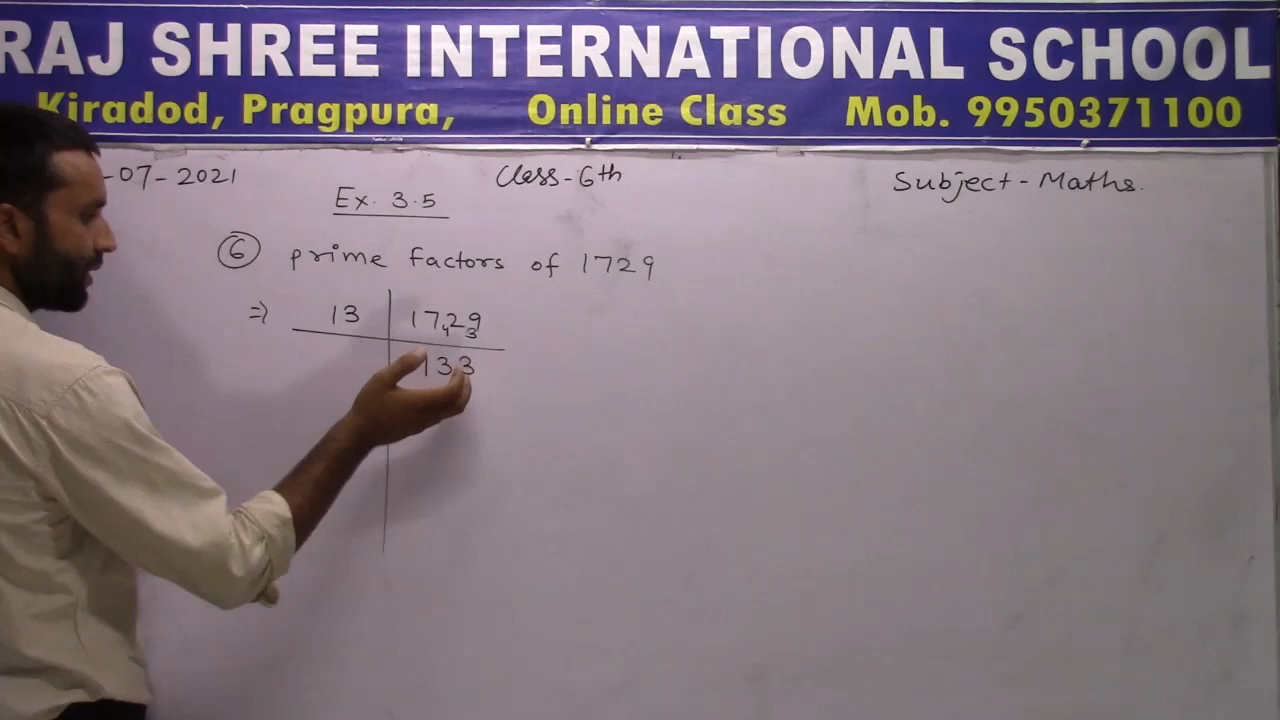 RAJ SHREE INTERNATIONAL SCHOOL
Kiradod, Pragpura, Online Class Mob. 9950371100
-07-2021 Class-6th Subject-Maths.
Ex. 3.5
6 prime factors of 1729
⇒ 13 | 17₄2₃9
133